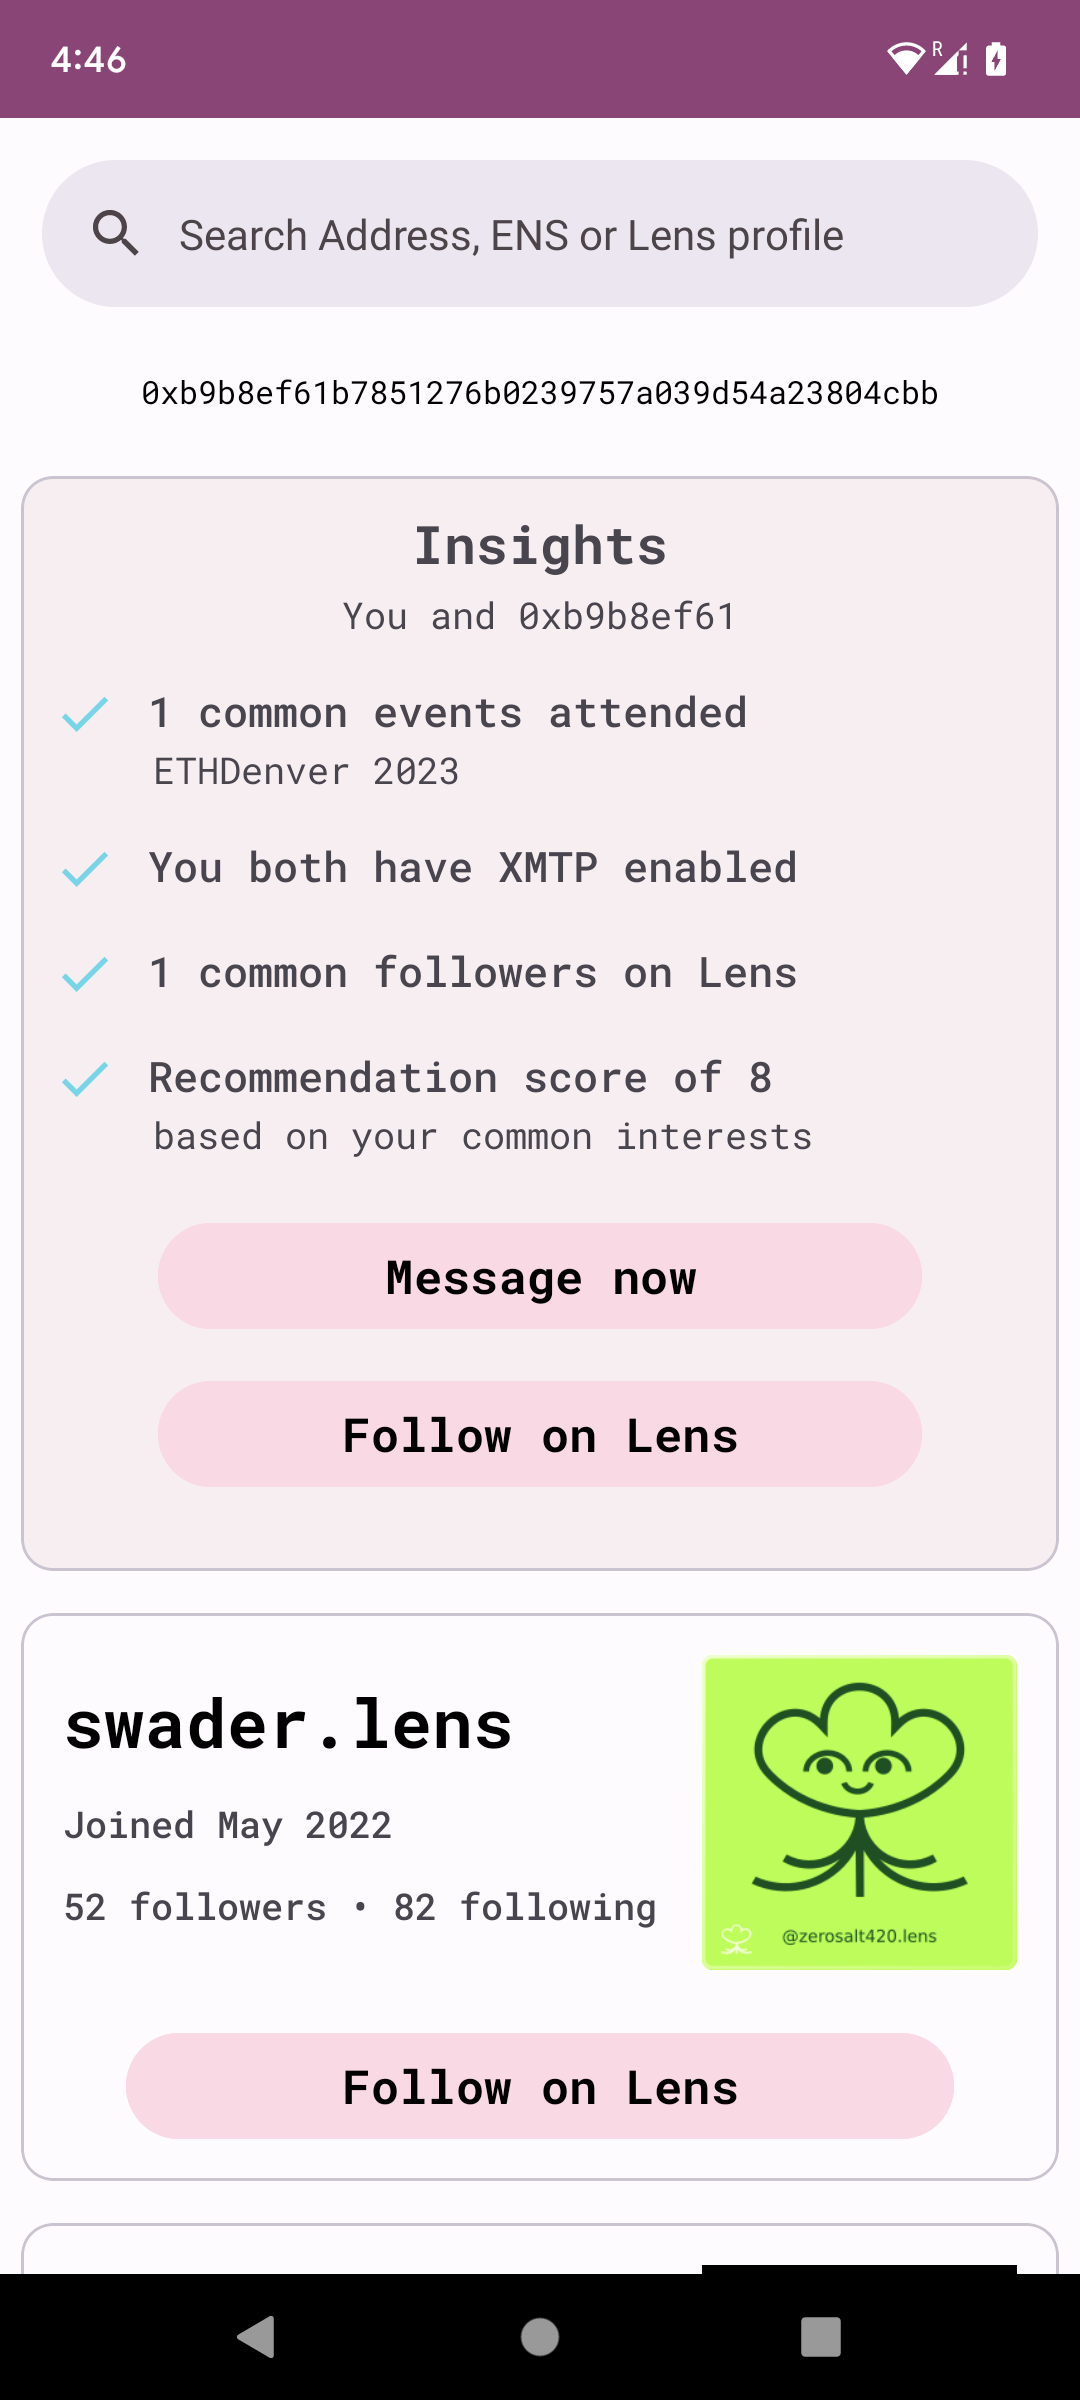 4:46
R
Search Address, ENS or Lens profile
0xb9b8ef61b7851276b0239757a039d54a23804cbb
Insights
You and 0xb9b8ef61
1 common events attended
ETHDenver 2023
You both have XMTP enabled
1 common followers on Lens
Recommendation score of 8
based on your common interests
Message now
Follow on Lens
swader.lens
Joined May 2022
52 followers • 82 following
@zerosalt420.lens
Follow on Lens